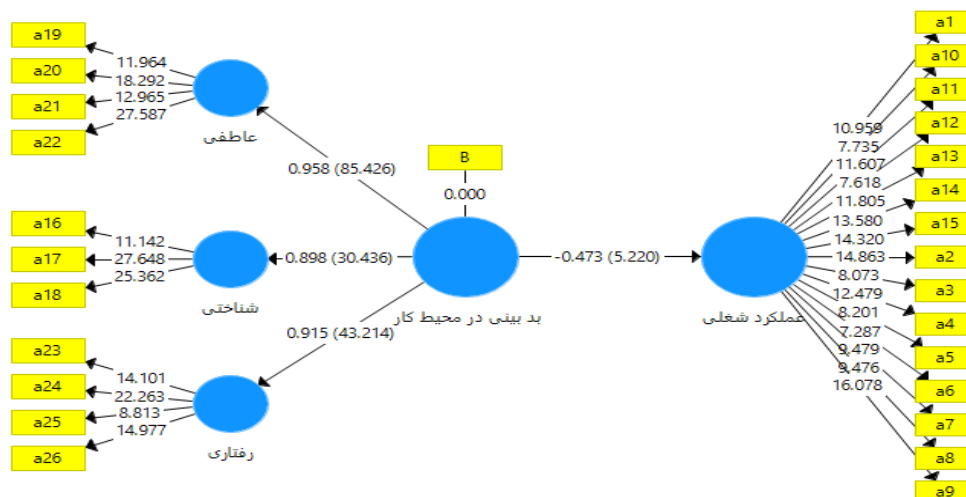 a19
a20
a21
a22
11.964
18.292
12.965
27.587
عاطفی
0.958 (85.426)
a16
a17
a18
11.142
27.648
25.362
شناختی
0.898 (30.436)
a23
a24
a25
a26
14.101
22.263
8.813
14.977
رفتاری
0.915 (43.214)
B
0.000
بد بینی در محیط کار
-0.473 (5.220)
عملکرد شغلی
10.959
7.735
11.607
7.618
11.805
13.580
14.320
14.863
8.073
12.479
8.201
7.287
9.479
9.476
16.078
a1
a10
a11
a12
a13
a14
a15
a2
a3
a4
a5
a6
a7
a8
a9